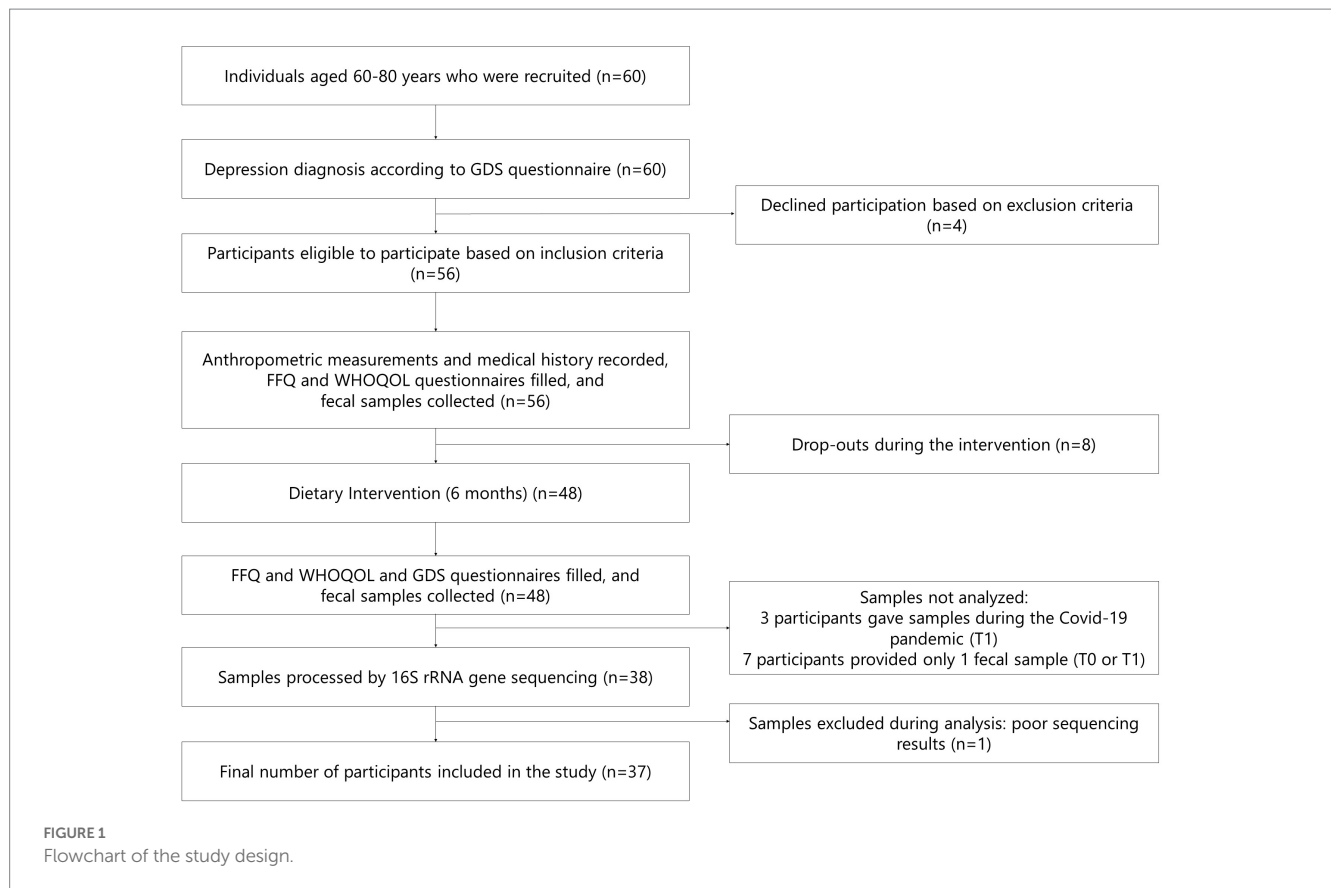 Individuals aged 60-80 years who were recruited (n=60)
Depression diagnosis according to GDS questionnaire (n=60)
Declined participation based on exclusion criteria
(n=4)
Participants eligible to participate based on inclusion criteria
(n=56)
Anthropometric measurements and medical history recorded,
FFQ and WHOQOL questionnaires filled, and
fecal samples collected (n=56)
Drop-outs during the intervention (n=8)
Dietary Intervention (6 months) (n=48)
FFQ and WHOQOL and GDS questionnaires filled, and
fecal samples collected (n=48)
Samples not analyzed:
3 participants gave samples during the Covid-19
pandemic (T1)
7 participants provided only 1 fecal sample (T0 or T1)
Samples processed by 16S rRNA gene sequencing (n=38)
Samples excluded during analysis: poor sequencing
results (n=1)
Final number of participants included in the study (n=37)
FIGURE 1
Flowchart of the study design.